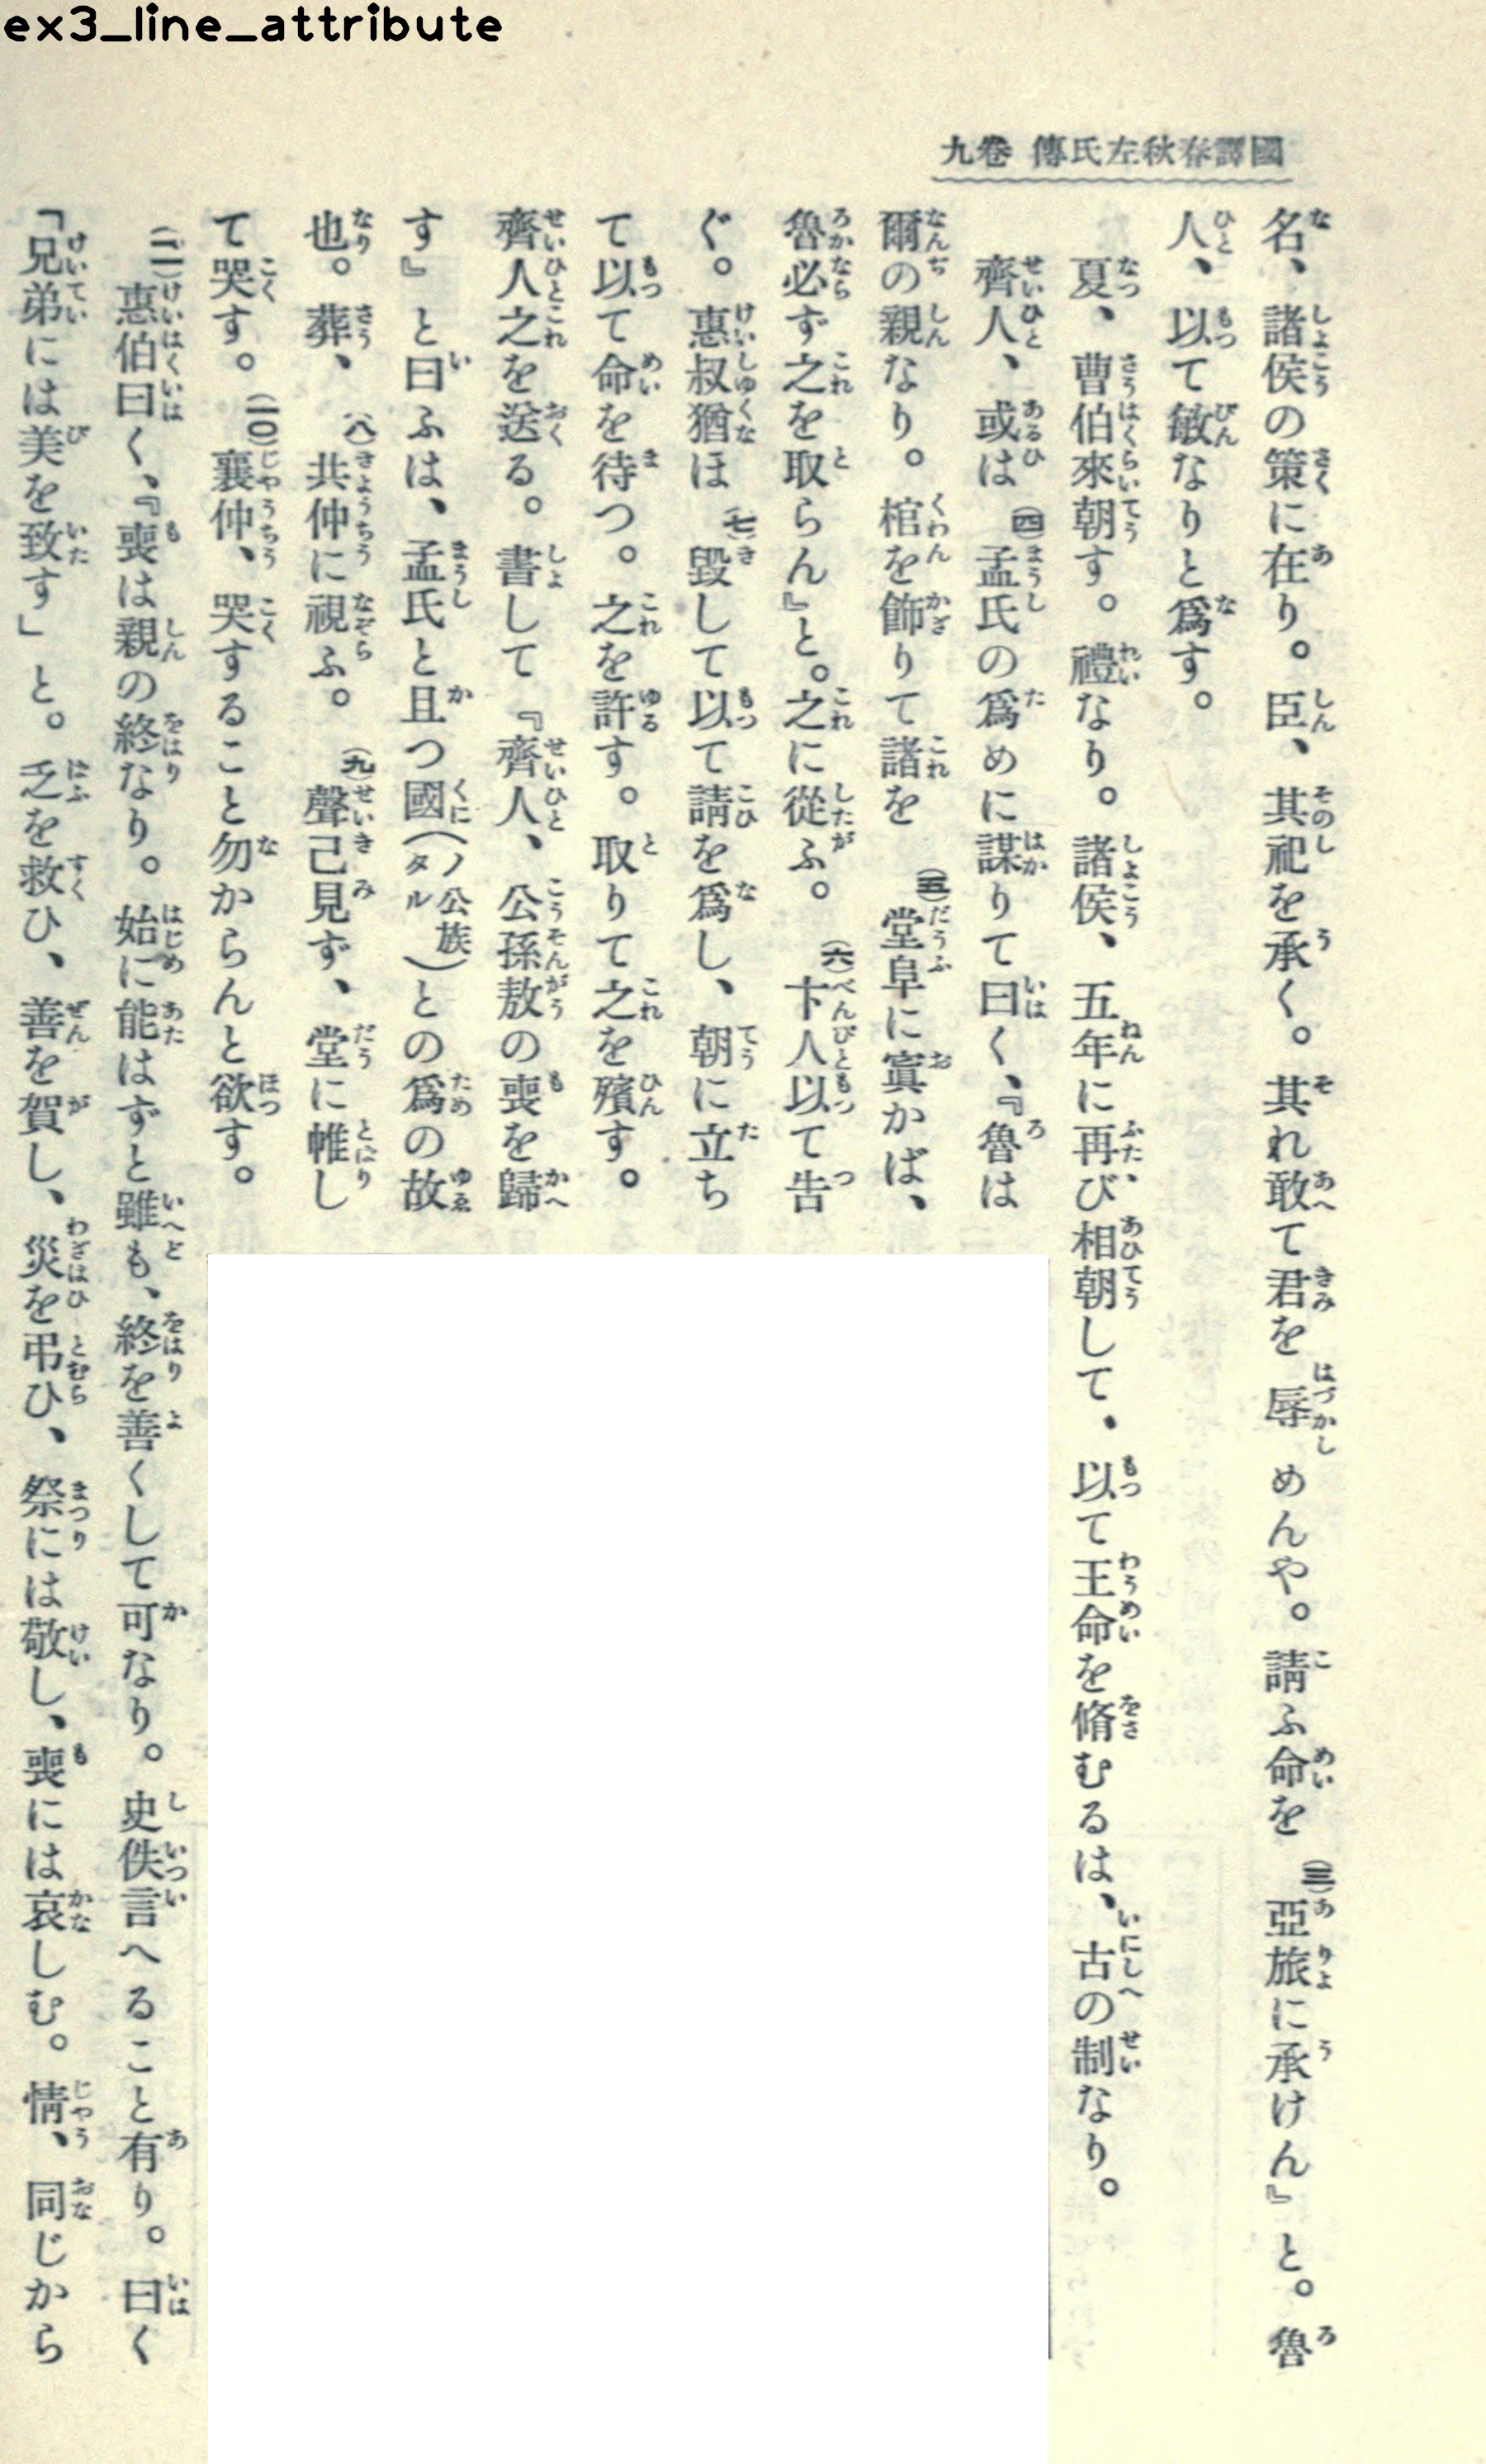 ex3_line_attribute
國譯春秋左氏傳 卷九
名、諸侯の策に在り。臣、其祀を承く。其れ敢て君を辱めんや。請ふ命を㈢亞旅に承けん』と。魯
人、以て敏なりと爲す。
夏、曹伯來朝す。禮なり。諸侯、五年に再び相朝して、以て王命を脩むるは、古の制なり。
齊人、或は㈣孟氏の爲めに謀りて曰く、『魯は
爾の親なり。棺を飾りて諸を㈤堂阜に寘かば、
魯必ず之を取らん』と。之に從ふ。㈥卞人以て告
ぐ。惠叔猶ほ㈦毀して以て請を爲し、朝に立ち
て以て命を待つ。之を許す。取りて之を殯す。
齊人之を送る。書して『齊人、公孫敖の喪を歸
す』と曰ふは、孟氏と且つ國(ノ公族タル)との爲の故
也。葬、㈧共仲に視ふ。㈨聲己見ず、堂に帷し
て哭す。㈩襄仲、哭すること勿からんと欲す。
(一一)惠伯曰く、『喪は親の終なり。始に能はずと雖も、終を善くして可なり。史佚言へること有り。曰く
「兄弟には美を致す」と。乏を救ひ、善を賀し、災を弔ひ、祭には敬し、喪には哀しむ。情、同じから